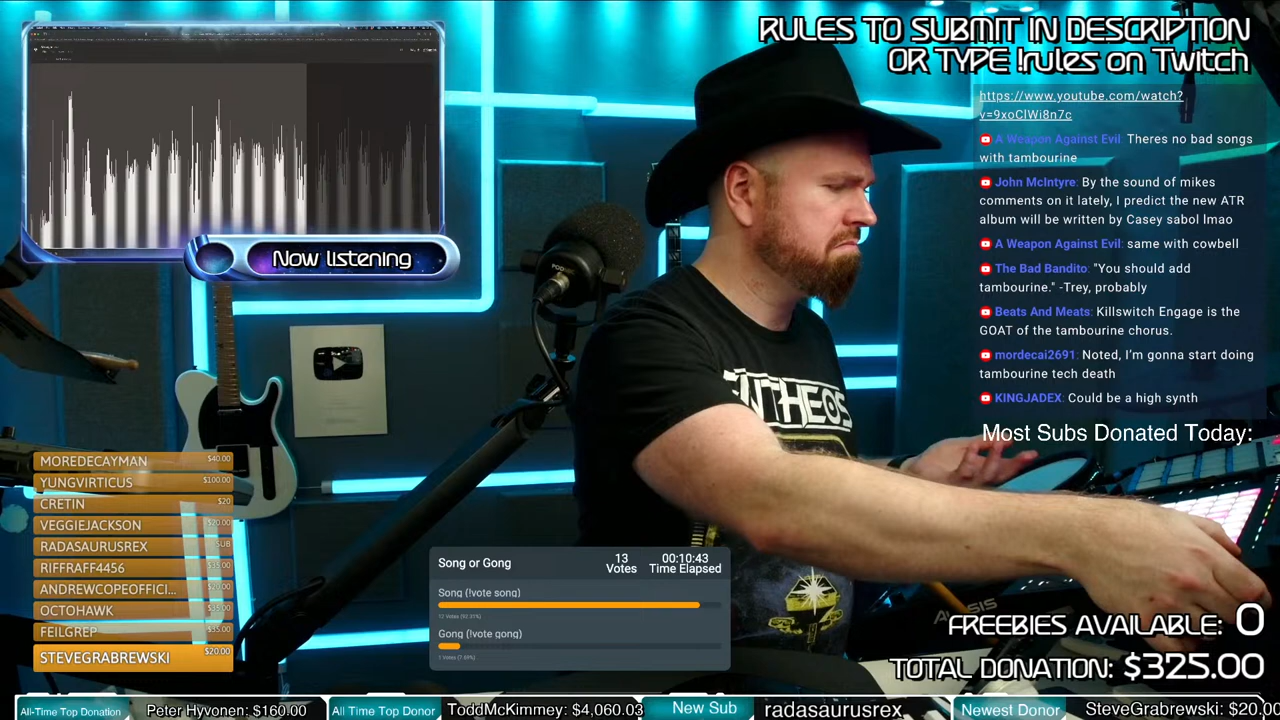 RULES TO SUBMIT IN DESCRIPTION
OR TYPE !rules on Twitch
Now listening
https://www.youtube.com/watch?
v=9xoClWi8n7c
A Weapon Against Evil: Theres no bad songs
with tambourine
John McIntyre: By the sound of mikes
comments on it lately, I predict the new ATR
album will be written by Casey sabol lmao
A Weapon Against Evil: same with cowbell
The Bad Bandito: "You should add
tambourine." -Trey, probably
Beats And Meats: Killswitch Engage is the
GOAT of the tambourine chorus.
mordecai2691: Noted, I'm gonna start doing
tambourine tech death
KINGJADEX: Could be a high synth
Most Subs Donated Today:
MOREDECAYMAN $40.00
YUNGVIRTICUS $100.00
CRETIN $20
VEGGIEJACKSON $20.00
RADASAURUSREX SUB
RIFFRAFF4456 $35.00
ANDREWCOPEOFFICI... $20.00
OCTOHAWK $35.00
FEILGREP $35.00
STEVEGRABREWSKI $20.00
Song or Gong
13
Votes
00:10:43
Time Elapsed
Song (!vote song)
12 Votes (92.31%)
Gong (!vote gong)
1 Votes (7.69%)
FREEBIES AVAILABLE: 0
TOTAL DONATION: $325.00
All-Time Top Donation Peter Hyvonen: $160.00 All Time Top Donor ToddMcKimmey: $4,060.03 New Sub radasaurusrex Newest Donor SteveGrabrewski: $20.00